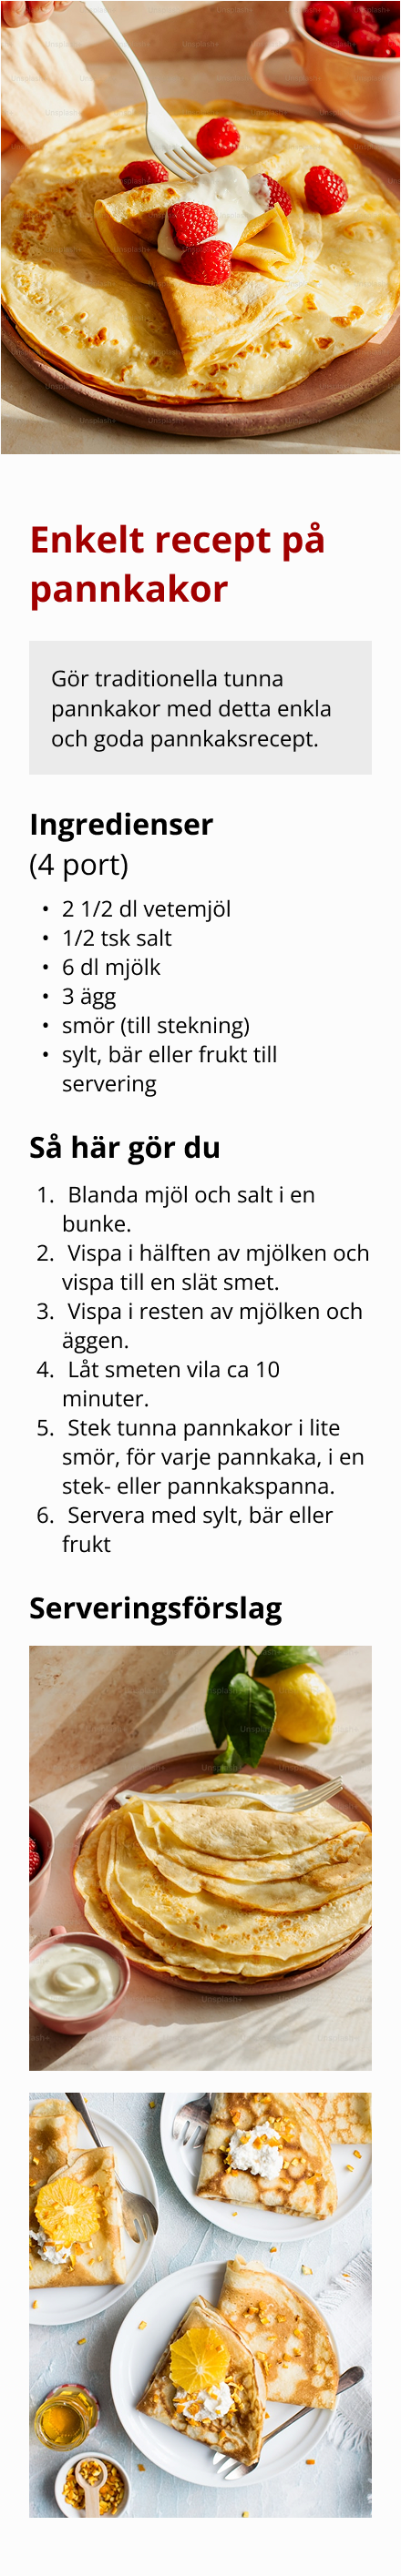 Enkelt recept på
pannkakor
Gör traditionella tunna
pannkakor med detta enkla
och goda pannkaksrecept.
Ingredienser
(4 port)
• 2 1/2 dl vetemjöl
• 1/2 tsk salt
• 6 dl mjölk
• 3 ägg
• smör (till stekning)
• sylt, bär eller frukt till
servering
Så här gör du
1. Blanda mjöl och salt i en
bunke.
2. Vispa i hälften av mjölken och
vispa till en slät smet.
3. Vispa i resten av mjölken och
äggen.
4. Låt smeten vila ca 10
minuter.
5. Stek tunna pannkakor i lite
smör, för varje pannkaka, i en
stek- eller pannkakspanna.
6. Servera med sylt, bär eller
frukt
Serveringsförslag